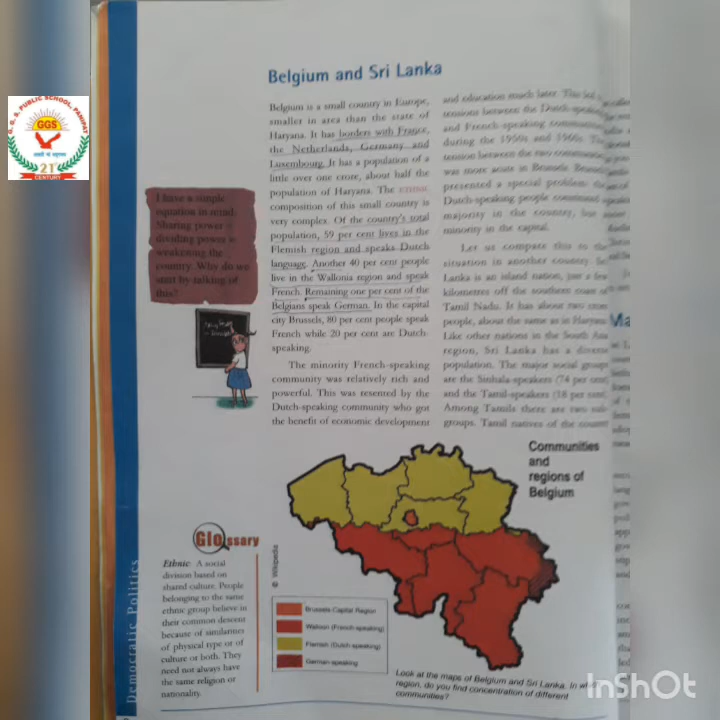 G.G.S. PUBLIC SCHOOL, PANIPAT
GGS
21st
CENTURY
Belgium and Sri Lanka
Belgium is a small country in Europe,
smaller in area than the state of
Haryana. It has borders with France,
the Netherlands, Germany and
Luxembourg. It has a population of a
little over one crore, about half the
population of Haryana. The ethnic
composition of this small country is
very complex. Of the country's total
population, 59 per cent lives in the
Flemish region and speaks Dutch
language. Another 40 per cent people
live in the Wallonia region and speak
French. Remaining one per cent of the
Belgians speak German. In the capital
city Brussels, 80 per cent people speak
French while 20 per cent are Dutch-
speaking.
The minority French-speaking
community was relatively rich and
powerful. This was resented by the
Dutch-speaking community who got
the benefit of economic development
and education much later. This led
tensions between the Dutch-speaking
and French-speaking communities
during the 1950s and 1960s. The
tension between the two communities
was more acute in Brussels. Brussels
presented a special problem: the
Dutch-speaking people constituted
majority in the country, but
minority in the capital.
Let us compare this to the
situation in another country. Sri
Lanka is an island nation, just a few
kilometres off the southern coast of
Tamil Nadu. It has about two crore
people, about the same as in Haryana.
Like other nations in the South Asia
region, Sri Lanka has a diverse
population. The major social groups
are the Sinhala-speakers (74 per cent)
and the Tamil-speakers (18 per cent).
Among Tamils there are two sub-
groups. Tamil natives of the country
I have a simple
equation in mind.
Sharing power =
dividing power =
weakening the
country. Why do we
start by talking of
this?
Glossary
Ethnic: A social
division based on
shared culture. People
belonging to the same
ethnic group believe in
their common descent
because of similarities
of physical type or of
culture or both. They
need not always have
the same religion or
nationality.
Democratic Politics
Communities
and
regions of
Belgium
© Wikipedia
Brussels-Capital Region
Walloon (French-speaking)
Flemish (Dutch-speaking)
German-speaking
Look at the maps of Belgium and Sri Lanka. In
region, do you find concentration of different
communities?
Ma
InShOt